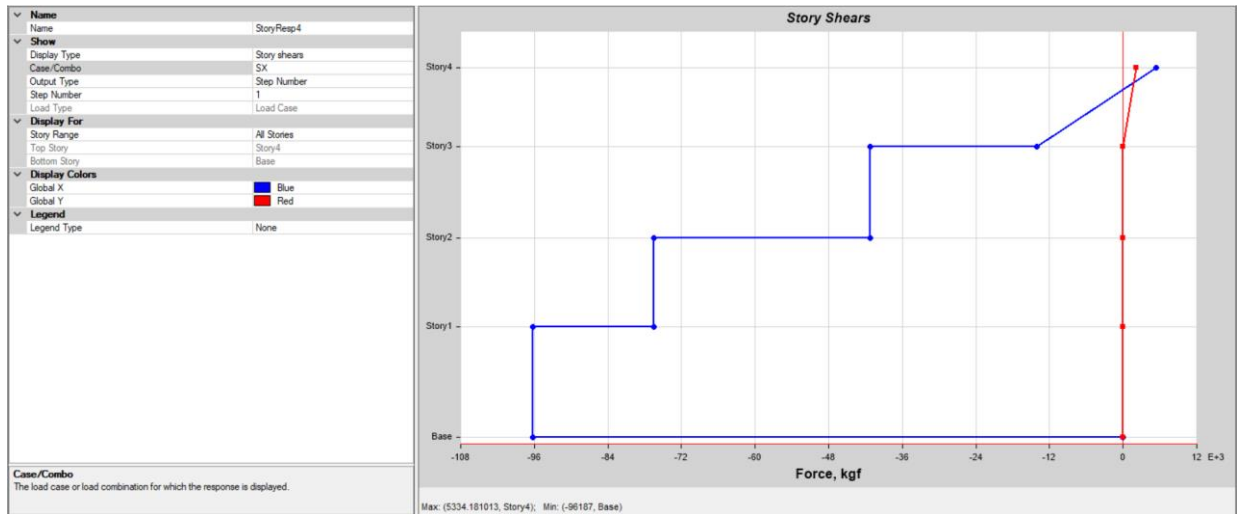 Name
Name StoryResp4
Show
Display Type Story shears
Case/Combo SX
Output Type Step Number
Step Number 1
Load Type Load Case
Display For
Story Range All Stories
Top Story Story4
Bottom Story Base
Display Colors
Global X Blue
Global Y Red
Legend
Legend Type None
Case/Combo
The load case or load combination for which the response is displayed.
Story Shears
Story4
Story3
Story2
Story1
Base
-108 -96 -84 -72 -60 -48 -36 -24 -12 0 12 E+3
Force, kgf
Max: (5334.181013, Story4); Min: (-96187, Base)